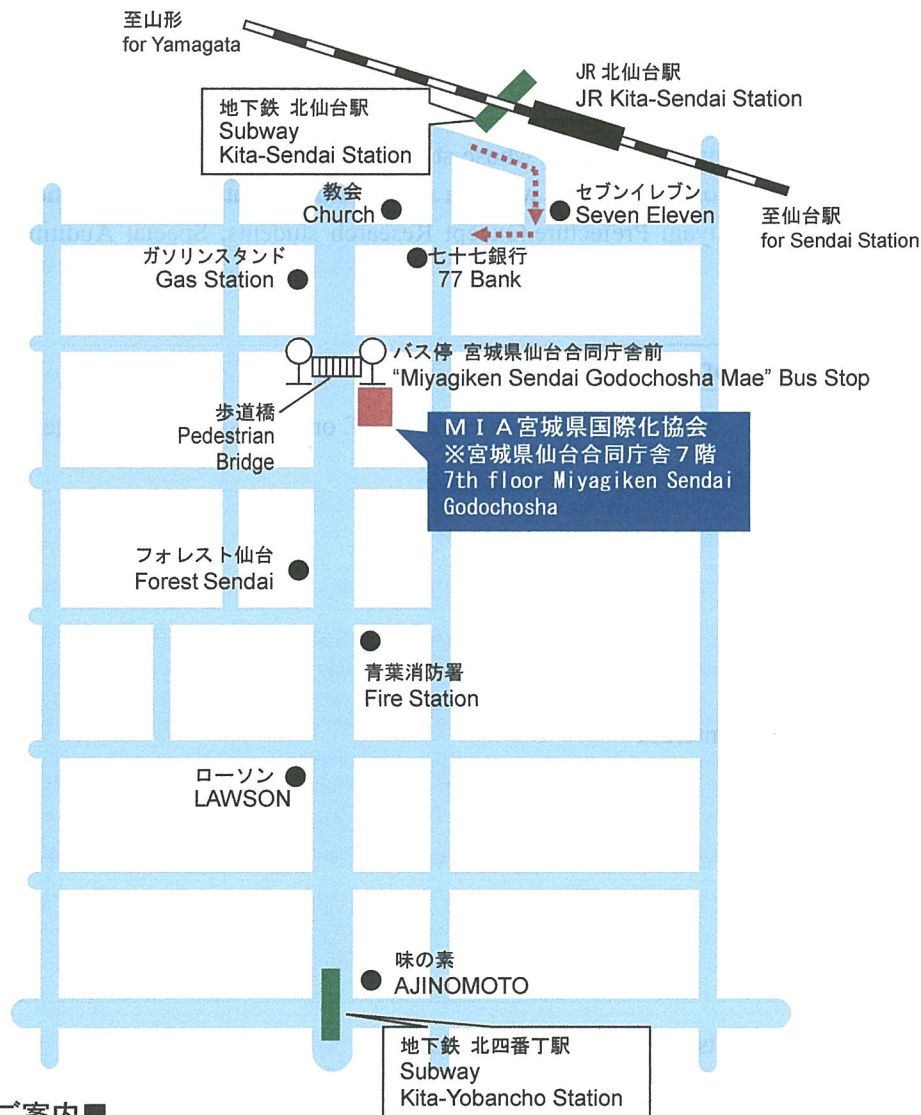 至山形
for Yamagata
JR 北仙台駅
JR Kita-Sendai Station
地下鉄 北仙台駅
Subway
Kita-Sendai Station
教会
Church
セブンイレブン
Seven Eleven
至仙台駅
for Sendai Station
ガソリンスタンド
Gas Station
七十七銀行
77 Bank
バス停 宮城県仙台合同庁舎前
“Miyagiken Sendai Godochosha Mae” Bus Stop
歩道橋
Pedestrian
Bridge
ＭＩＡ宮城県国際化協会
※宮城県仙台合同庁舎７階
7th floor Miyagiken Sendai
Godochosha
フォレスト仙台
Forest Sendai
青葉消防署
Fire Station
ローソン
LAWSON
味の素
AJINOMOTO
地下鉄 北四番丁駅
Subway
Kita-Yobancho Station
ご案内■